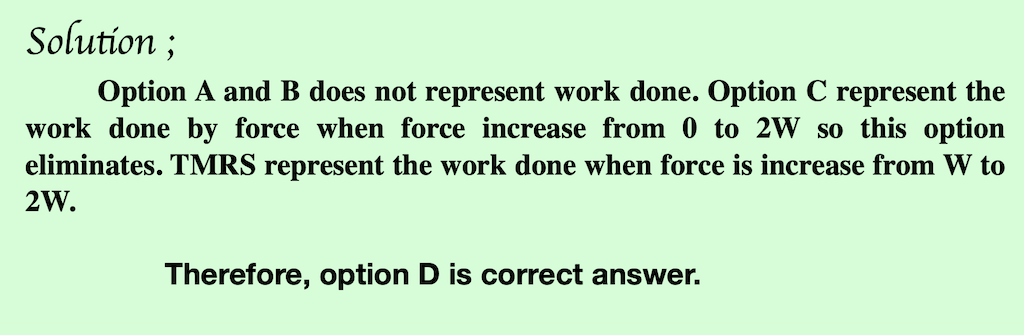 Solution ;
Option A and B does not represent work done. Option C represent the
work done by force when force increase from 0 to 2W so this option
eliminates. TMRS represent the work done when force is increase from W to
2W.
Therefore, option D is correct answer.